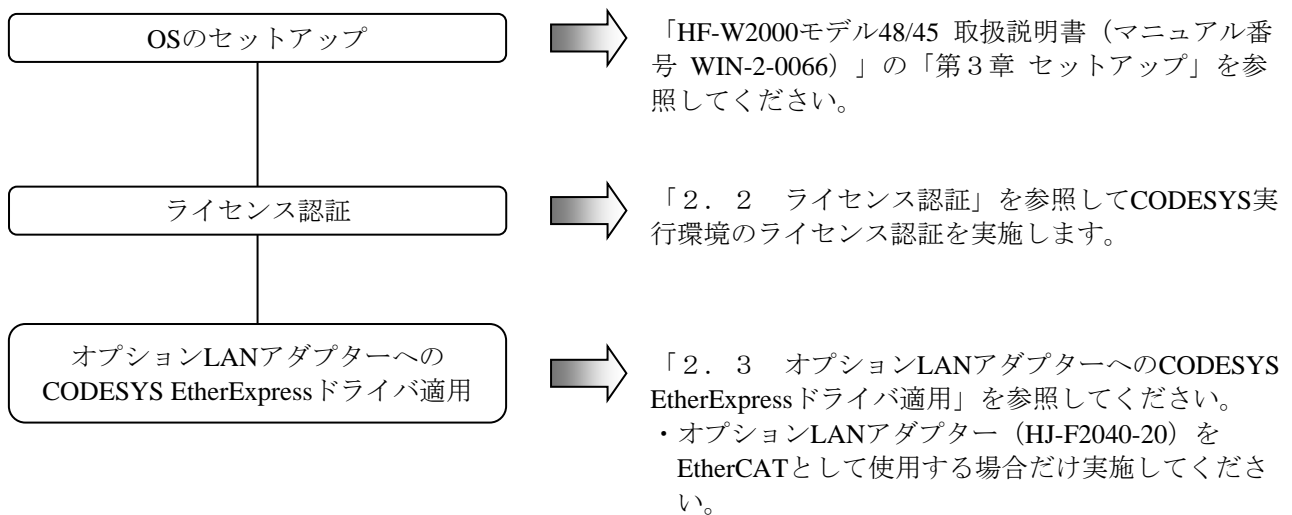 OSのセットアップ
「HF-W2000モデル48/45 取扱説明書（マニュアル番
号 WIN-2-0066）」の「第３章 セットアップ」を参
照してください。
ライセンス認証
「２．２　ライセンス認証」を参照してCODESYS実
行環境のライセンス認証を実施します。
オプションLANアダプターへの
CODESYS EtherExpressドライバ適用
「２．３　オプションLANアダプターへのCODESYS
EtherExpressドライバ適用」を参照してください。
・オプションLANアダプター（HJ-F2040-20）を
EtherCATとして使用する場合だけ実施してくださ
い。